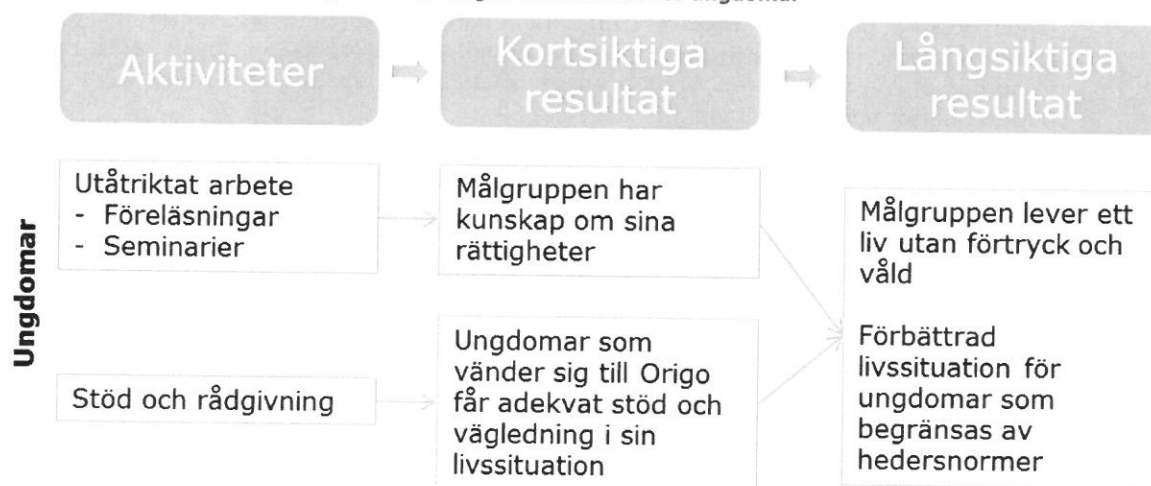 för ungdomar
Aktiviteter
Kortsiktiga
resultat
Långsiktiga
resultat
Ungdomar
Utåtriktat arbete
- Föreläsningar
- Seminarier
Målgruppen har
kunskap om sina
rättigheter
Målgruppen lever ett
liv utan förtryck och
våld
Förbättrad
livssituation för
ungdomar som
begränsas av
hedersnormer
Stöd och rådgivning
Ungdomar som
vänder sig till Origo
får adekvat stöd och
vägledning i sin
livssituation